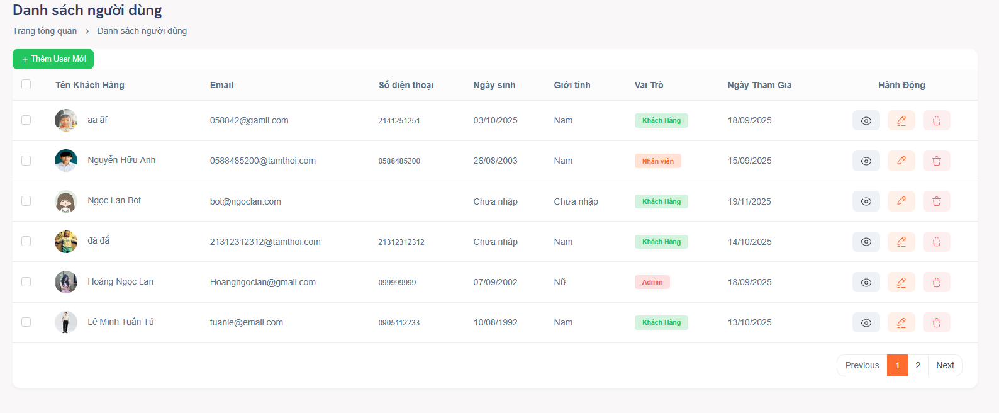 Danh sách người dùng
Trang tổng quan > Danh sách người dùng
+ Thêm User Mới
Tên Khách Hàng Email Số điện thoại Ngày sinh Giới tính Vai Trò Ngày Tham Gia Hành Động
aa âf 058842@gamil.com 2141251251 03/10/2025 Nam Khách Hàng 18/09/2025
Nguyễn Hữu Anh 0588485200@tamthoi.com 0588485200 26/08/2003 Nam Nhân viên 15/09/2025
Ngọc Lan Bot bot@ngoclan.com Chưa nhập Chưa nhập Khách Hàng 19/11/2025
đá đấ 21312312312@tamthoi.com 21312312312 Chưa nhập Nam Khách Hàng 14/10/2025
Hoàng Ngọc Lan Hoangngoclan@gmail.com 099999999 07/09/2002 Nữ Admin 18/09/2025
Lê Minh Tuấn Tú tuanle@email.com 0905112233 10/08/1992 Nam Khách Hàng 13/10/2025
Previous 1 2 Next